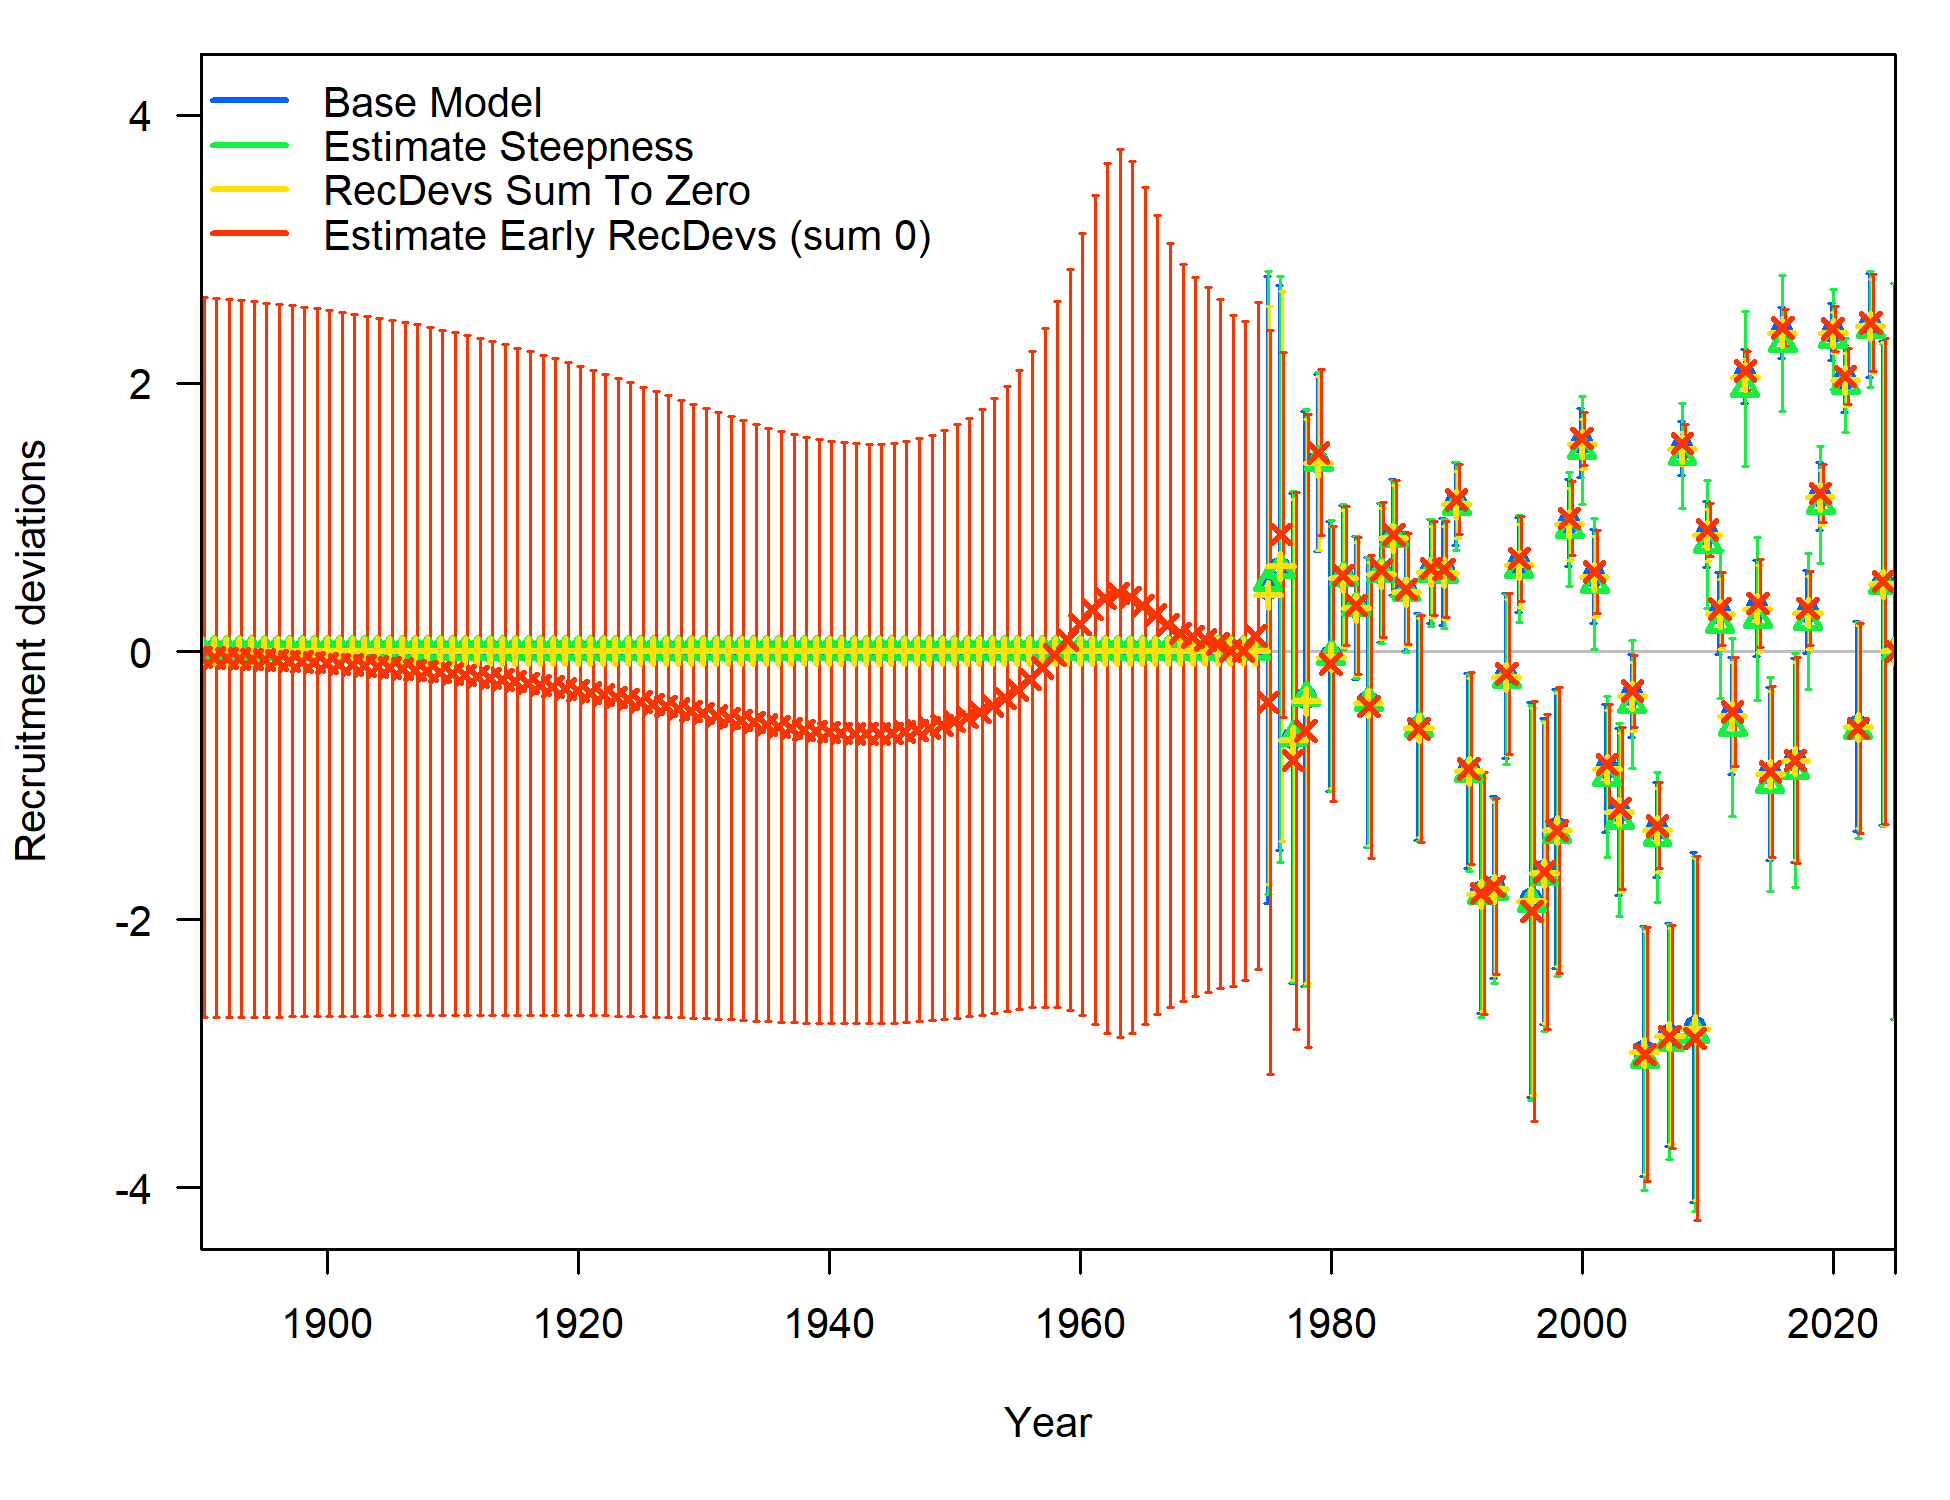 Base Model
Estimate Steepness
RecDevs Sum To Zero
Estimate Early RecDevs (sum 0)
Recruitment deviations
4
2
0
-2
-4
1900 1920 1940 1960 1980 2000 2020
Year